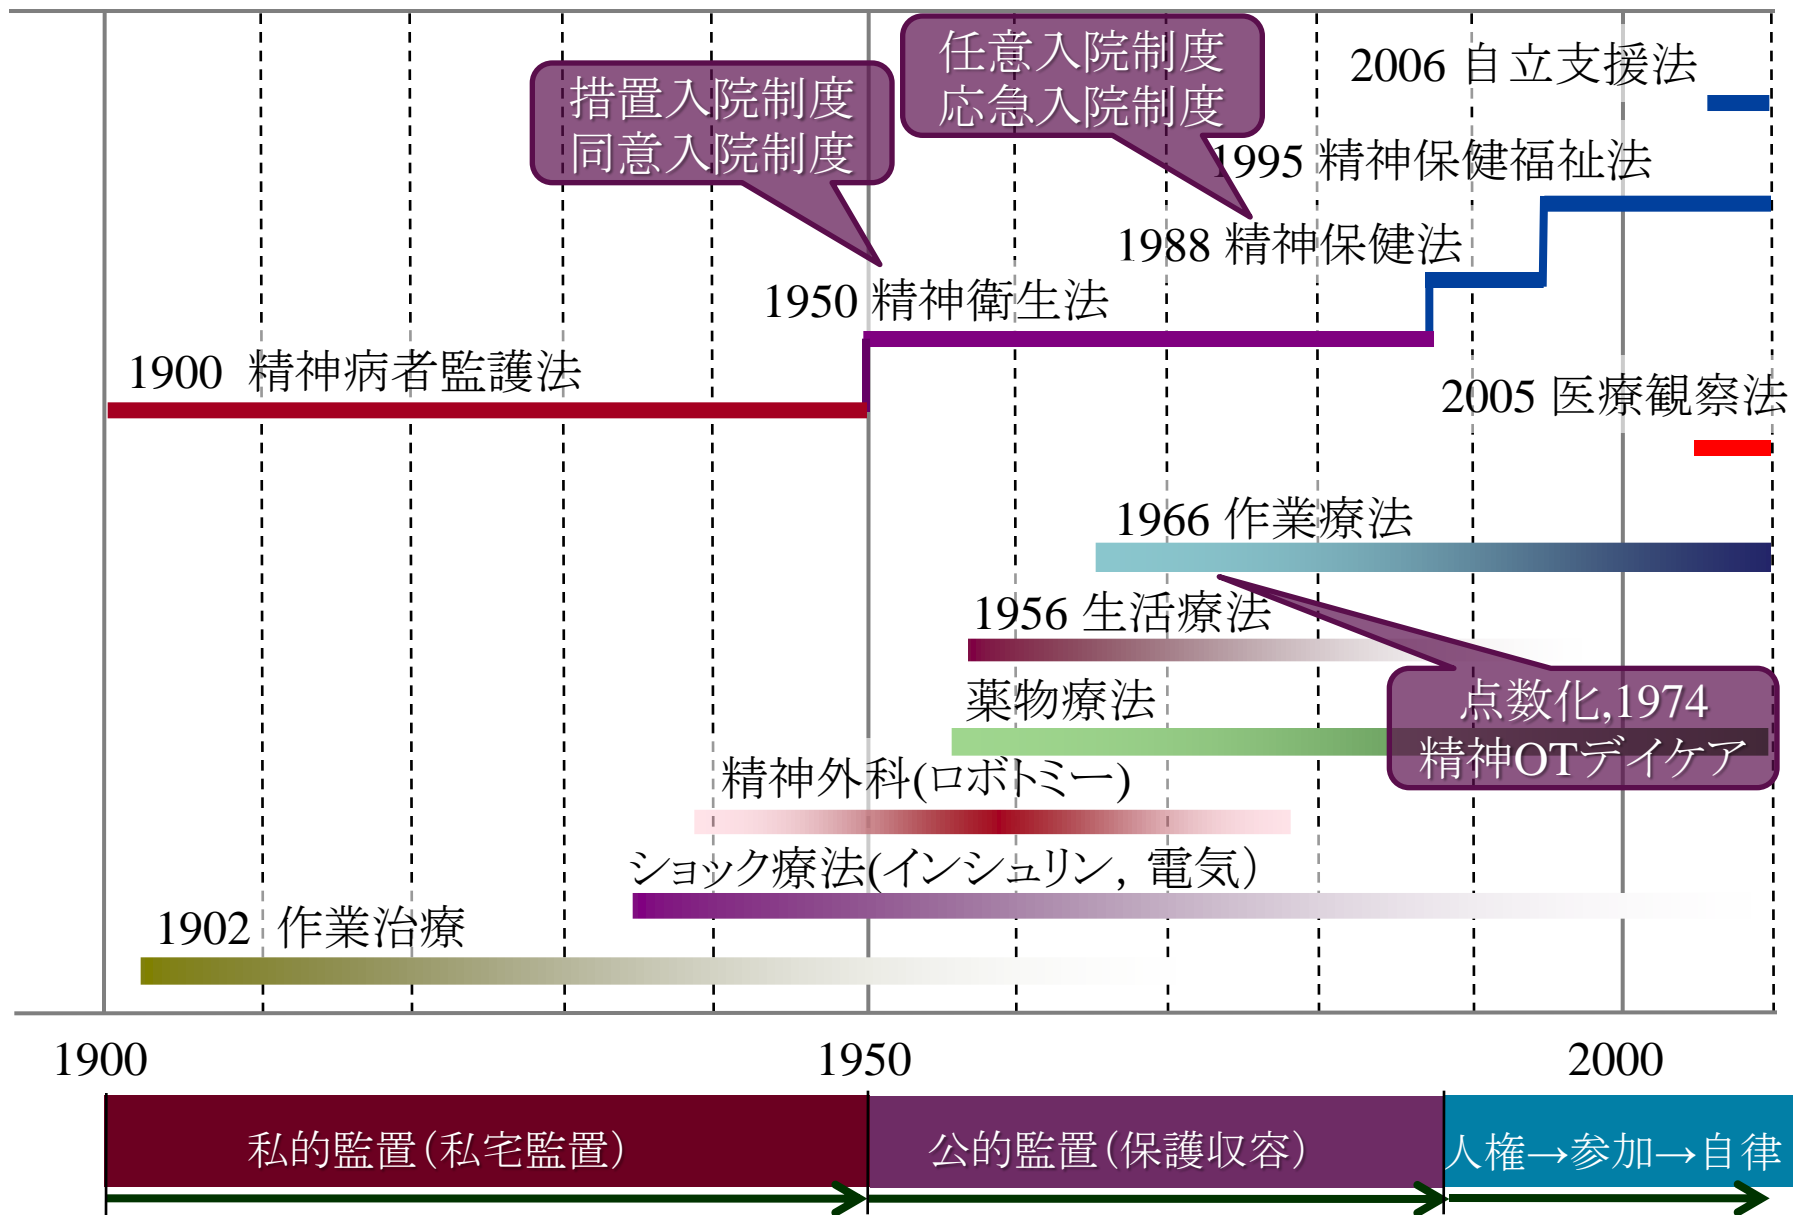 任意入院制度
応急入院制度
2006 自立支援法
措置入院制度
同意入院制度
1995 精神保健福祉法
1988 精神保健法
1950 精神衛生法
1900 精神病者監護法
2005 医療観察法
1966 作業療法
1956 生活療法
点数化,1974
精神OTデイケア
薬物療法
精神外科(ロボトミー)
ショック療法(インシュリン, 電気）
1902 作業治療
1900
1950
2000
私的監置（私宅監置）
公的監置（保護収容）
人権→参加→自律